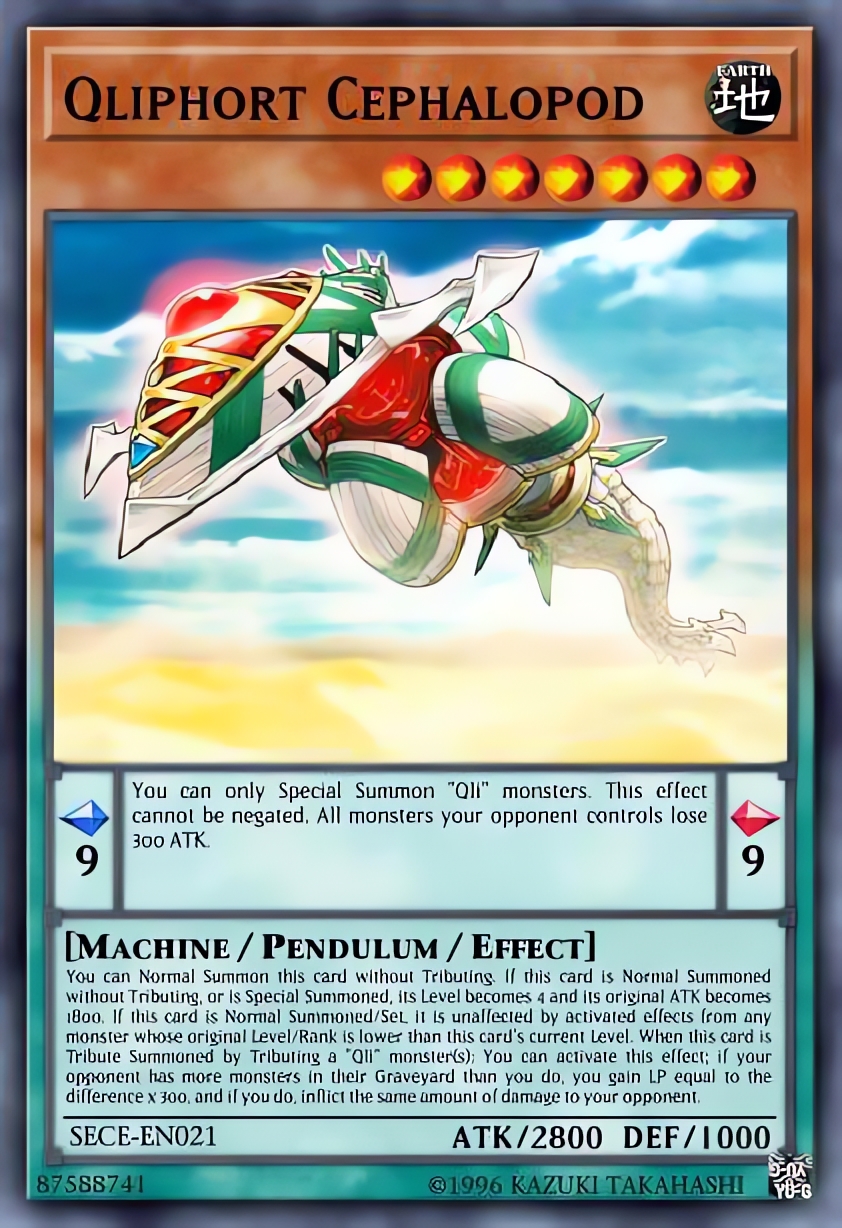 Qliphort Cephalopod
EARTH
地
You can only Special Summon "Qli" monsters. This effect
cannot be negated. All monsters your opponent controls lose
300 ATK.
9
9
[Machine / Pendulum / Effect]
You can Normal Summon this card without Tributing. If this card is Normal Summoned
without Tributing, or is Special Summoned, its Level becomes 4 and its original ATK becomes
1800. If this card is Normal Summoned/Set, it is unaffected by activated effects from any
monster whose original Level/Rank is lower than this card's current Level. When this card is
Tribute Summoned by Tributing a "Qli" monster(s): You can activate this effect; if your
opponent has more monsters in their Graveyard than you do, you gain LP equal to the
difference x 300, and if you do, inflict the same amount of damage to your opponent.
SECE-EN021
ATK/2800 DEF/1000
87588741
©1996 KAZUKI TAKAHASHI